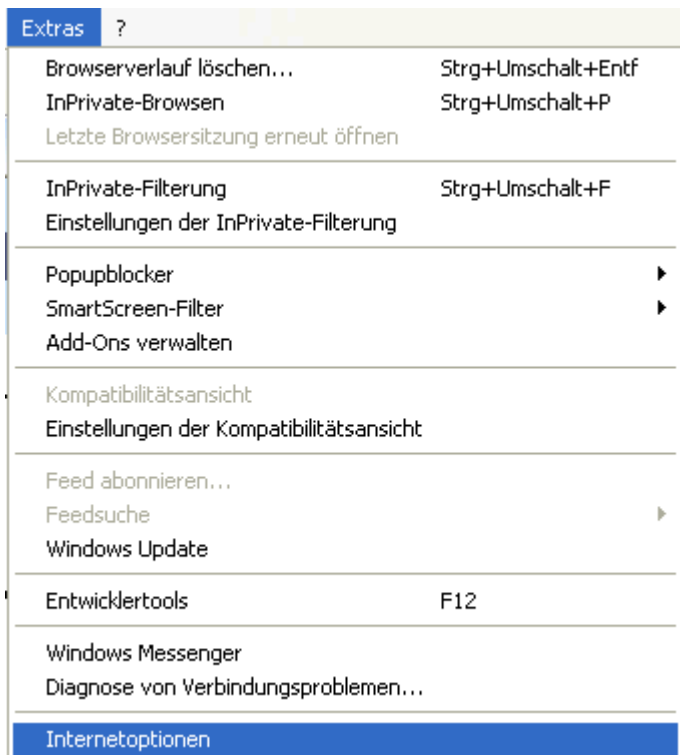 Extras ?
Browserverlauf löschen... Strg+Umschalt+Entf
InPrivate-Browsen Strg+Umschalt+P
Letzte Browsersitzung erneut öffnen
InPrivate-Filterung Strg+Umschalt+F
Einstellungen der InPrivate-Filterung
Popupblocker
SmartScreen-Filter
Add-Ons verwalten
Kompatibilitätsansicht
Einstellungen der Kompatibilitätsansicht
Feed abonnieren...
Feedsuche
Windows Update
Entwicklertools F12
Windows Messenger
Diagnose von Verbindungsproblemen...
Internetoptionen